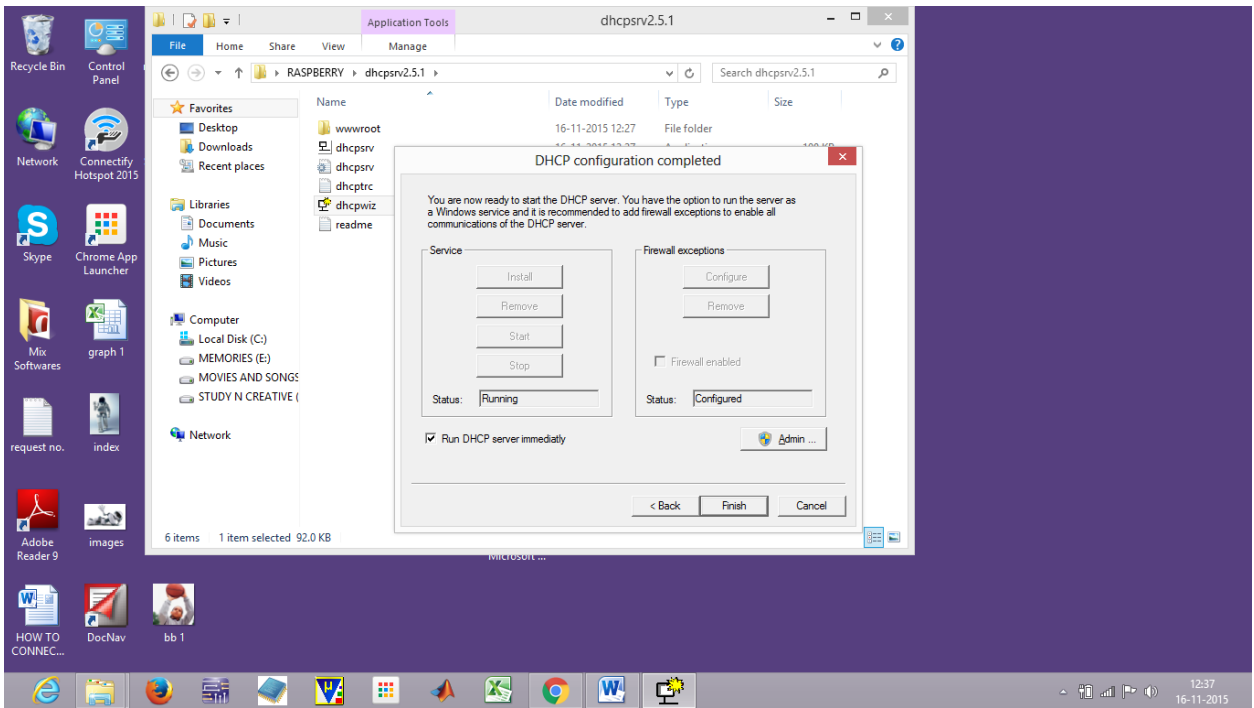 Recycle Bin
Control
Panel
Network
Connectify
Hotspot 2015
Skype
Chrome App
Launcher
Mix
Softwares
graph 1
request no.
index
Adobe
Reader 9
images
HOW TO
CONNEC...
DocNav
bb 1
Application Tools
dhcpsrv2.5.1
File
Home
Share
View
Manage
RASPBERRY
dhcpsrv2.5.1
Search dhcpsrv2.5.1
Favorites
Desktop
Downloads
Recent places
Libraries
Documents
Music
Pictures
Videos
Computer
Local Disk (C:)
MEMORIES (E:)
MOVIES AND SONGS
STUDY N CREATIVE (
Network
Name
Date modified
Type
Size
wwwroot
16-11-2015 12:27
File folder
dhcpsrv
dhcpsrv
dhcptrc
dhcpwiz
readme
6 items
1 item selected 92.0 KB
DHCP configuration completed
You are now ready to start the DHCP server. You have the option to run the server as
a Windows service and it is recommended to add firewall exceptions to enable all
communications of the DHCP server.
Service
Install
Remove
Start
Stop
Status: Running
Firewall exceptions
Configure
Remove
Firewall enabled
Status: Configured
Run DHCP server immediatly
Admin ...
< Back
Finish
Cancel
12:37
16-11-2015